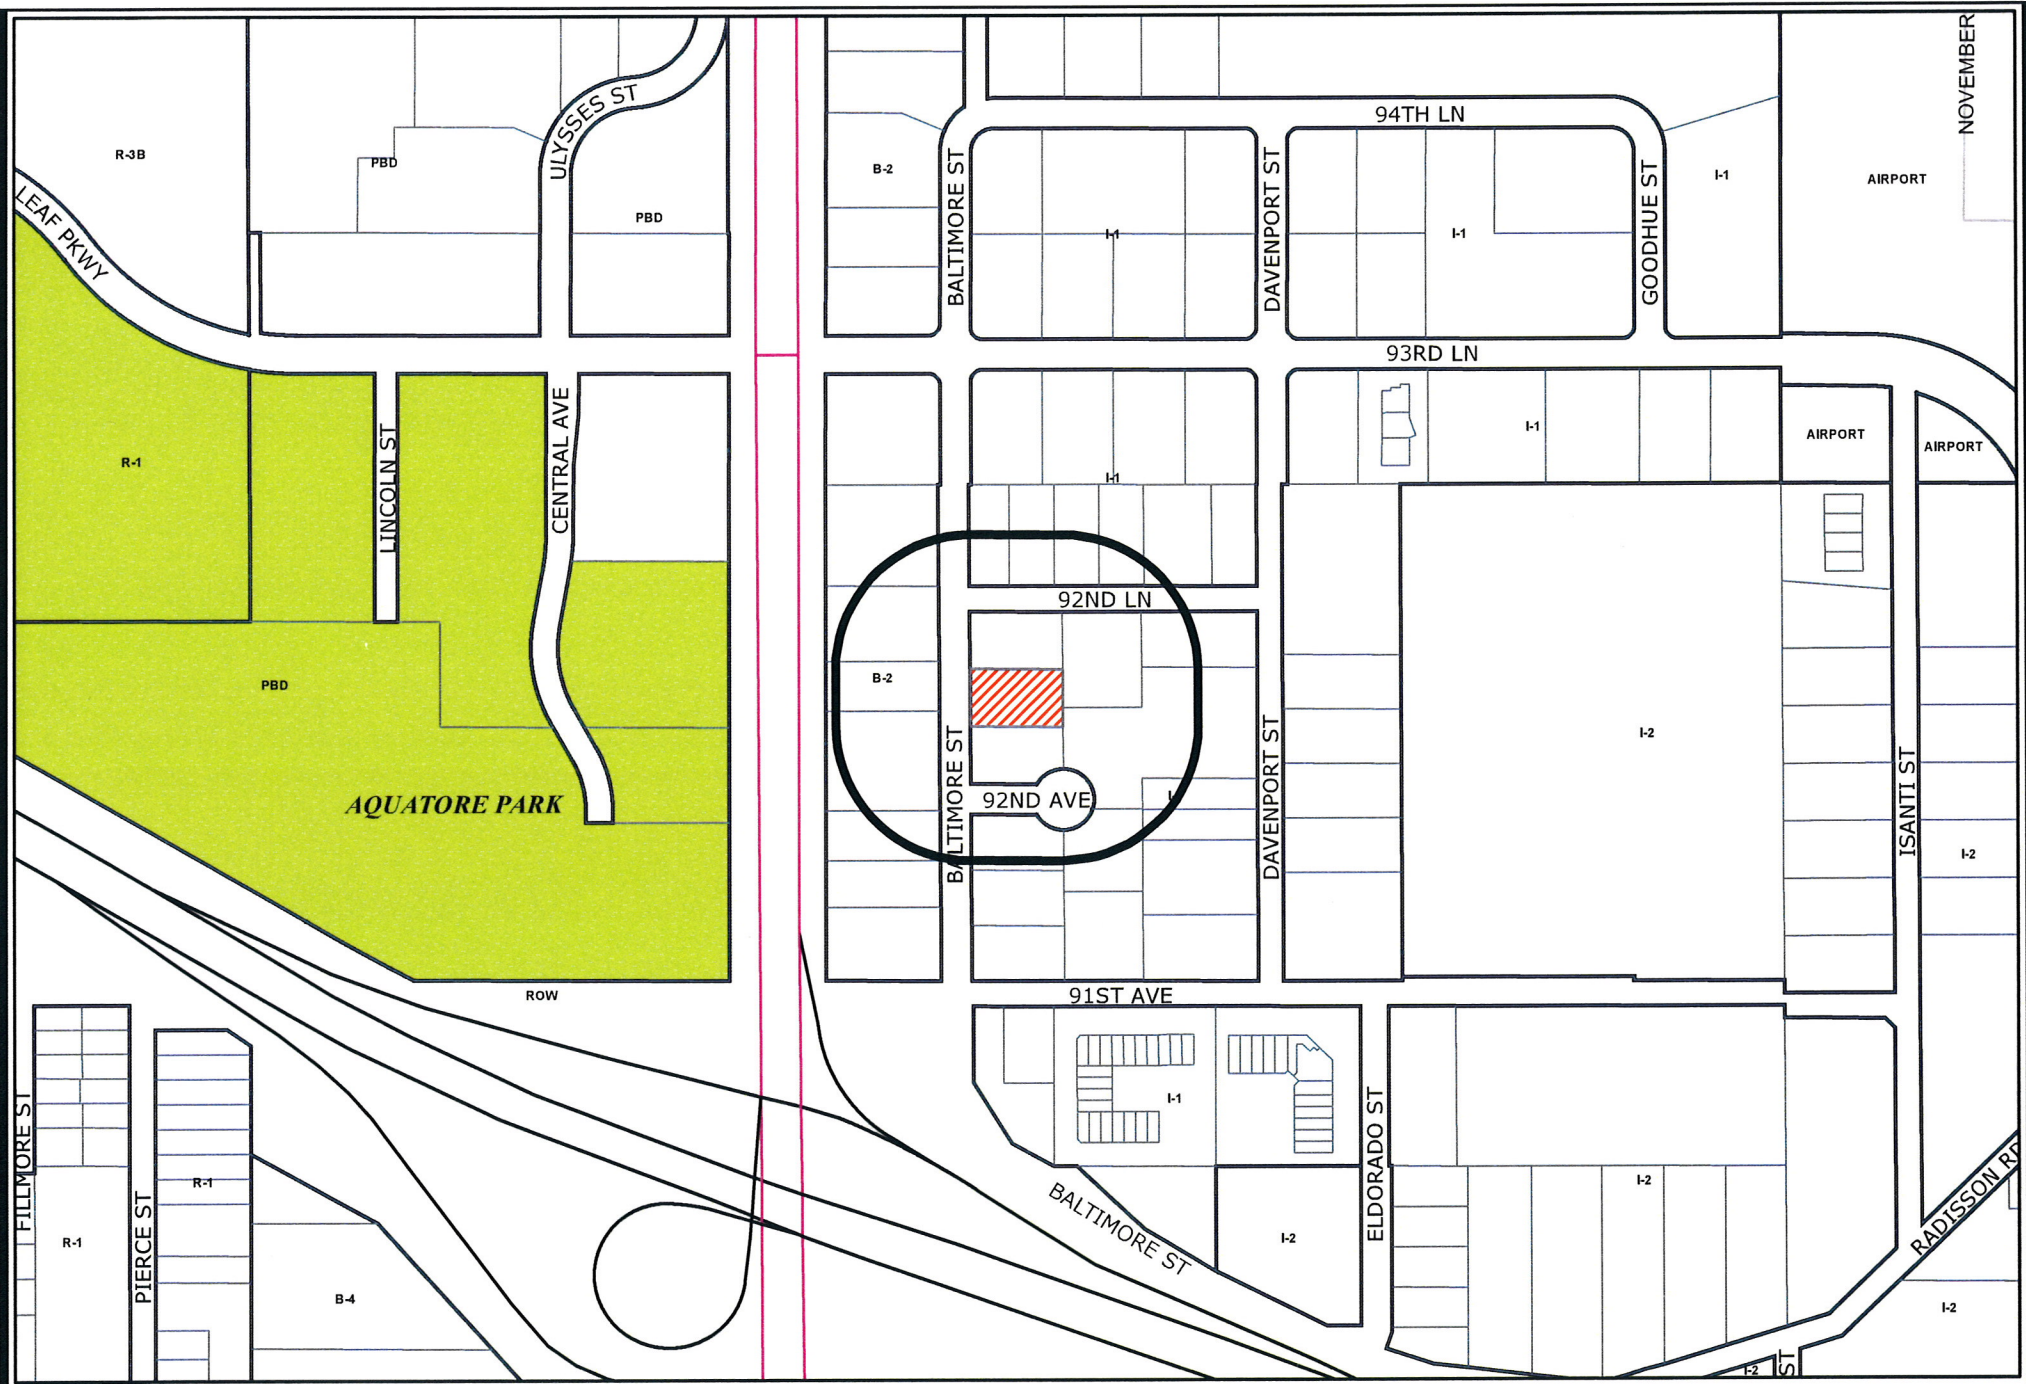 NOVEMBER
ULYSSES ST
94TH LN
R-3B
PBD
B-2
BALTIMORE ST
DAVENPORT ST
GOODHUE ST
I-1
AIRPORT
LEAF PKWY
PBD
I-1
I-1
93RD LN
CENTRAL AVE
LINCOLN ST
R-1
I-1
I-1
AIRPORT
AIRPORT
92ND LN
PBD
B-2
I-2
BALTIMORE ST
DAVENPORT ST
ISANTI ST
AQUATORE PARK
92ND AVE
I-2
ROW
91ST AVE
FILLMORE ST
PIERCE ST
R-1
R-1
B-4
I-1
ELDORADO ST
BALTIMORE ST
I-2
I-2
RADISSON RD
I-2
I-2
ST